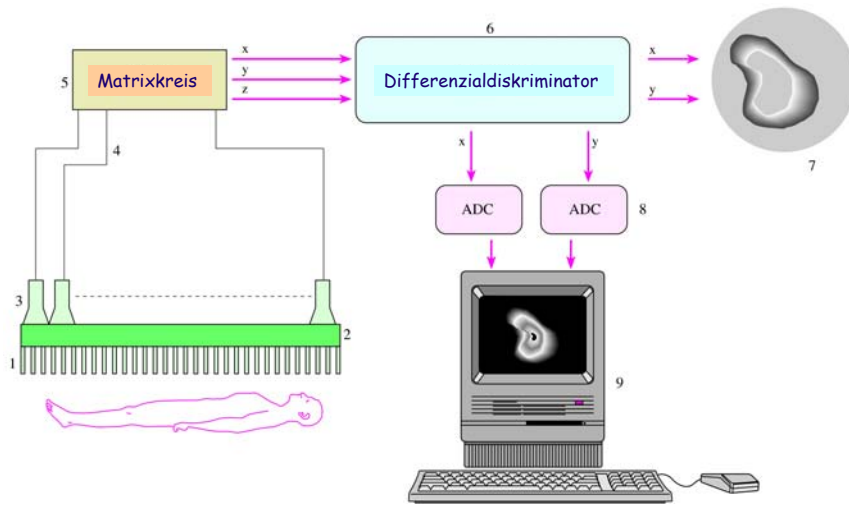 6
x
Matrixkreis
y
Differenzialdiskriminator
x
5
z
y
4
7
x
y
ADC
ADC
8
3
2
1
9